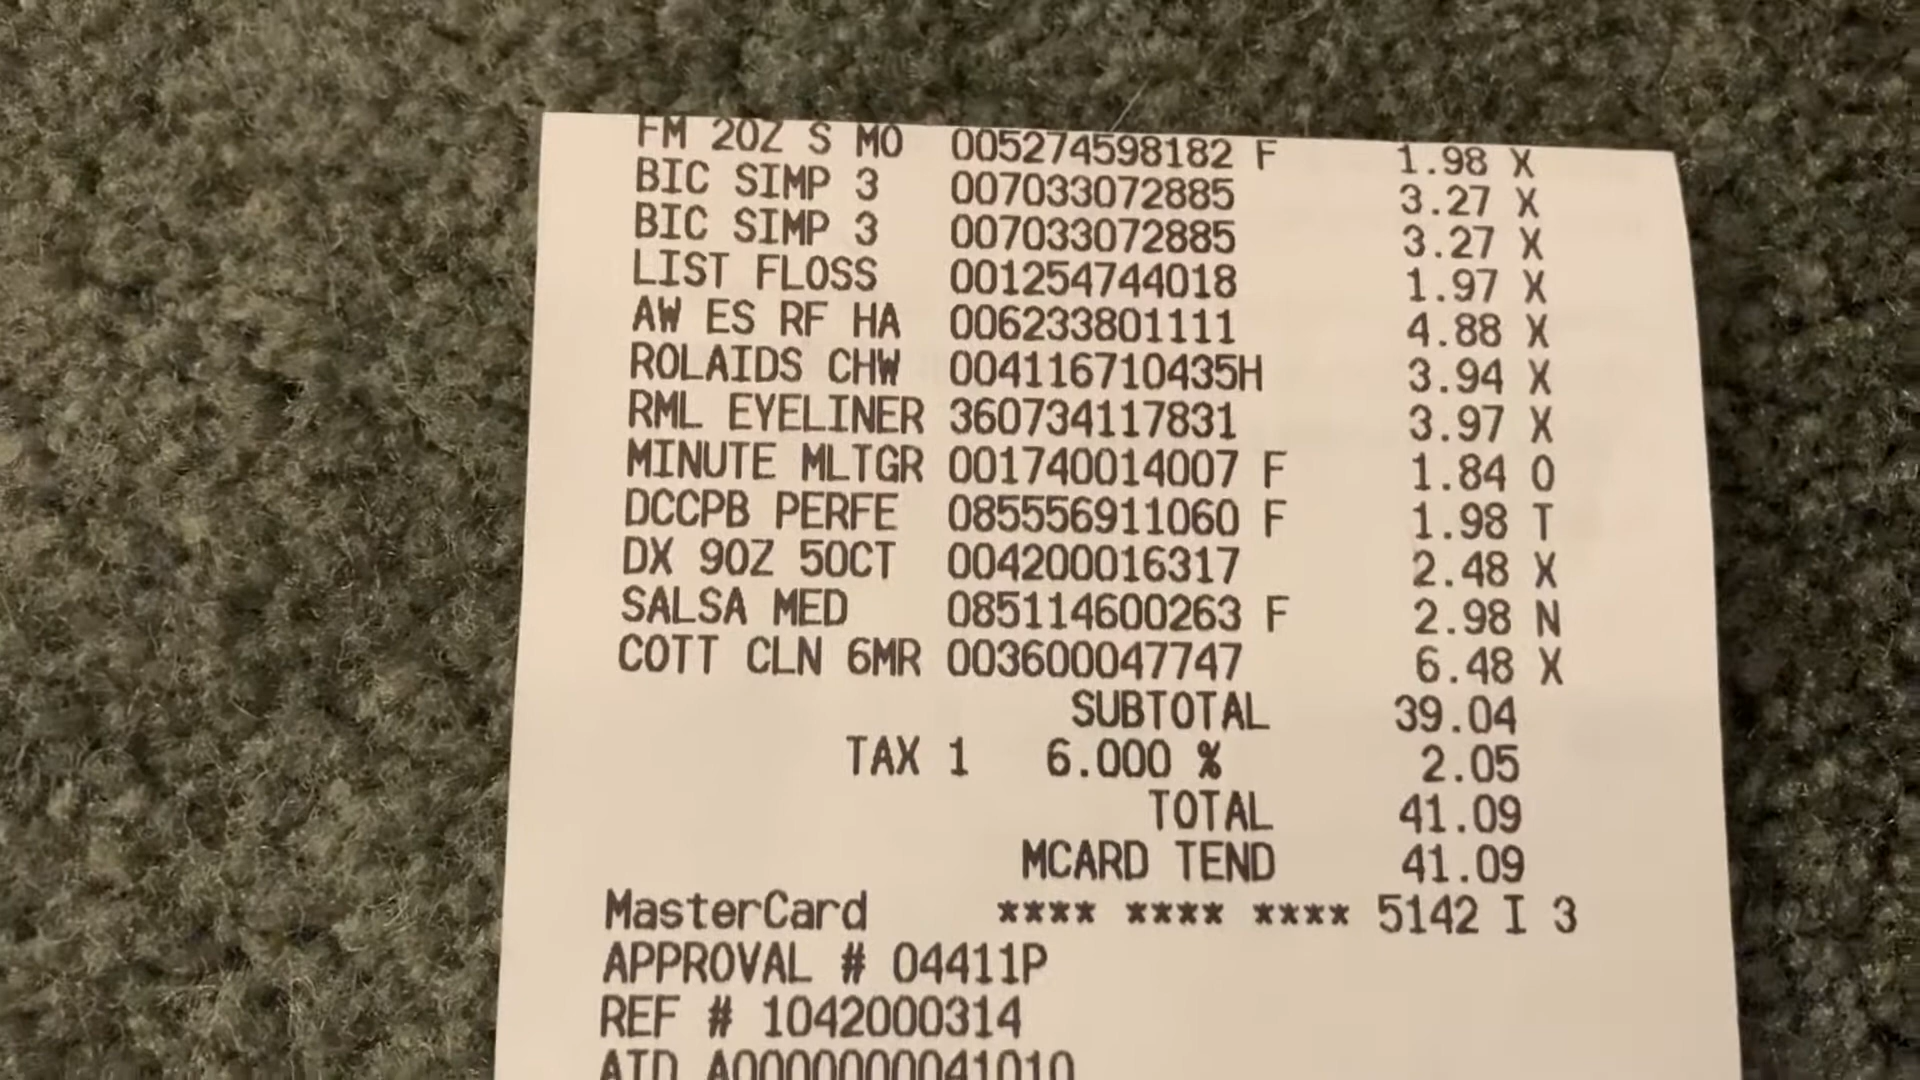 FM 2OZ S MO 005274598182 F 1.98 X
BIC SIMP 3 007033072885 3.27 X
BIC SIMP 3 007033072885 3.27 X
LIST FLOSS 001254744018 1.97 X
AW ES RF HA 006233801111 4.88 X
ROLAIDS CHW 004116710435H 3.94 X
RML EYELINER 360734117831 3.97 X
MINUTE MLTGR 001740014007 F 1.84 O
DCCPB PERFE 085556911060 F 1.98 T
DX 9OZ 50CT 004200016317 2.48 X
SALSA MED 085114600263 F 2.98 N
COTT CLN 6MR 003600047747 6.48 X
SUBTOTAL 39.04
TAX 1 6.000 % 2.05
TOTAL 41.09
MCARD TEND 41.09
MasterCard **** **** **** 5142 I 3
APPROVAL # 04411P
REF # 1042000314
AID A0000000041010